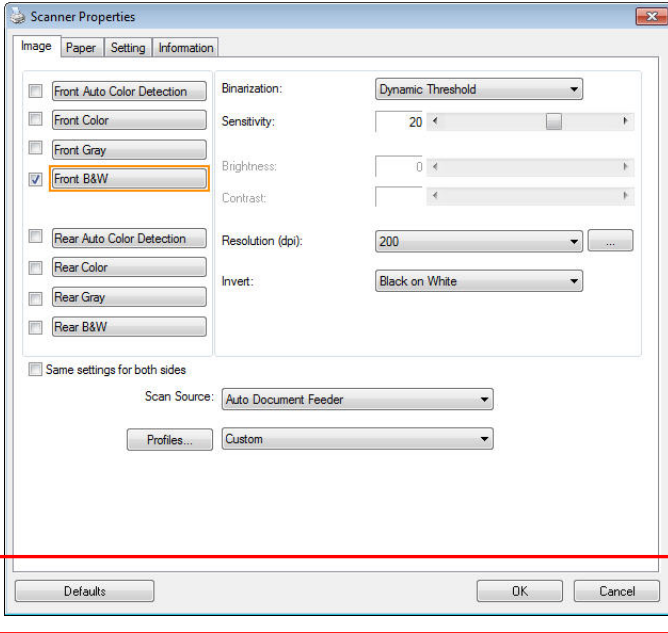 Scanner Properties
Image Paper Setting Information
Front Auto Color Detection
Front Color
Front Gray
Front B&W
Rear Auto Color Detection
Rear Color
Rear Gray
Rear B&W
Binarization: Dynamic Threshold
Sensitivity: 20
Brightness: 0
Contrast:
Resolution (dpi): 200 ...
Invert: Black on White
Same settings for both sides
Scan Source: Auto Document Feeder
Profiles... Custom
Defaults OK Cancel